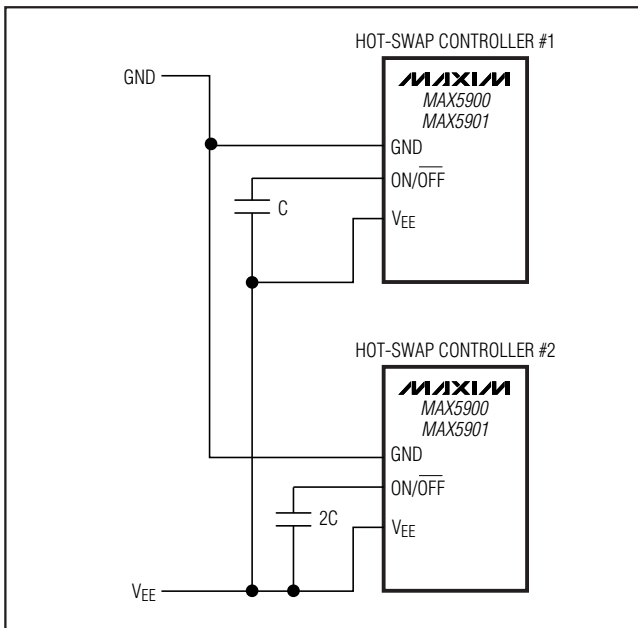 HOT-SWAP CONTROLLER #1
GND
MAXIM
MAX5900
MAX5901
GND
ON/OFF
C
VEE
HOT-SWAP CONTROLLER #2
MAXIM
MAX5900
MAX5901
GND
ON/OFF
2C
VEE
VEE